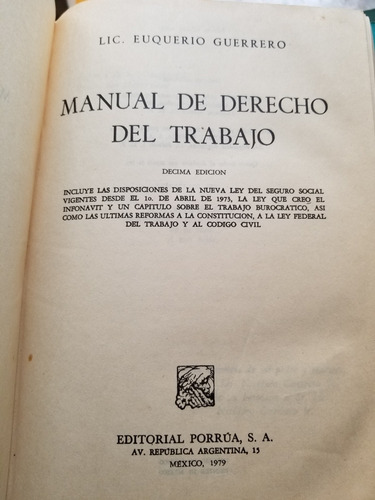 LIC. EUQUERIO GUERRERO
MANUAL DE DERECHO
DEL TRABAJO
DECIMA EDICION
INCLUYE LAS DISPOSICIONES DE LA NUEVA LEY DEL SEGURO SOCIAL
VIGENTES DESDE EL 1o. DE ABRIL DE 1973, LA LEY QUE CREO EL
INFONAVIT Y UN CAPITULO SOBRE EL TRABAJO BUROCRATICO, ASI
COMO LAS ULTIMAS REFORMAS A LA CONSTITUCION, A LA LEY FEDERAL
DEL TRABAJO Y AL CODIGO CIVIL
EDITORIAL PORRÚA, S. A.
AV. REPÚBLICA ARGENTINA, 15
MÉXICO, 1979